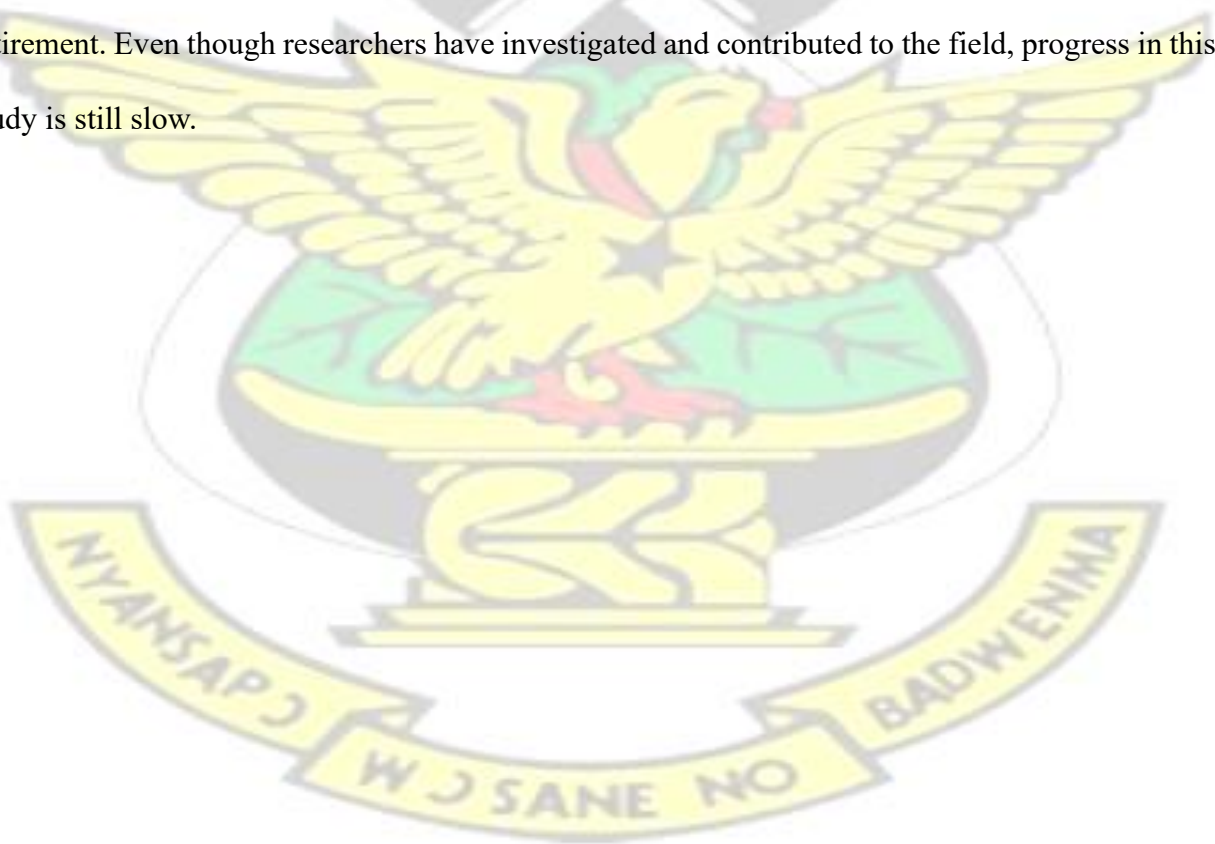 tirement. Even though researchers have investigated and contributed to the field, progress in this
udy is still slow.
NYANSAPƆ
WƆSANE NO
BADWENMA